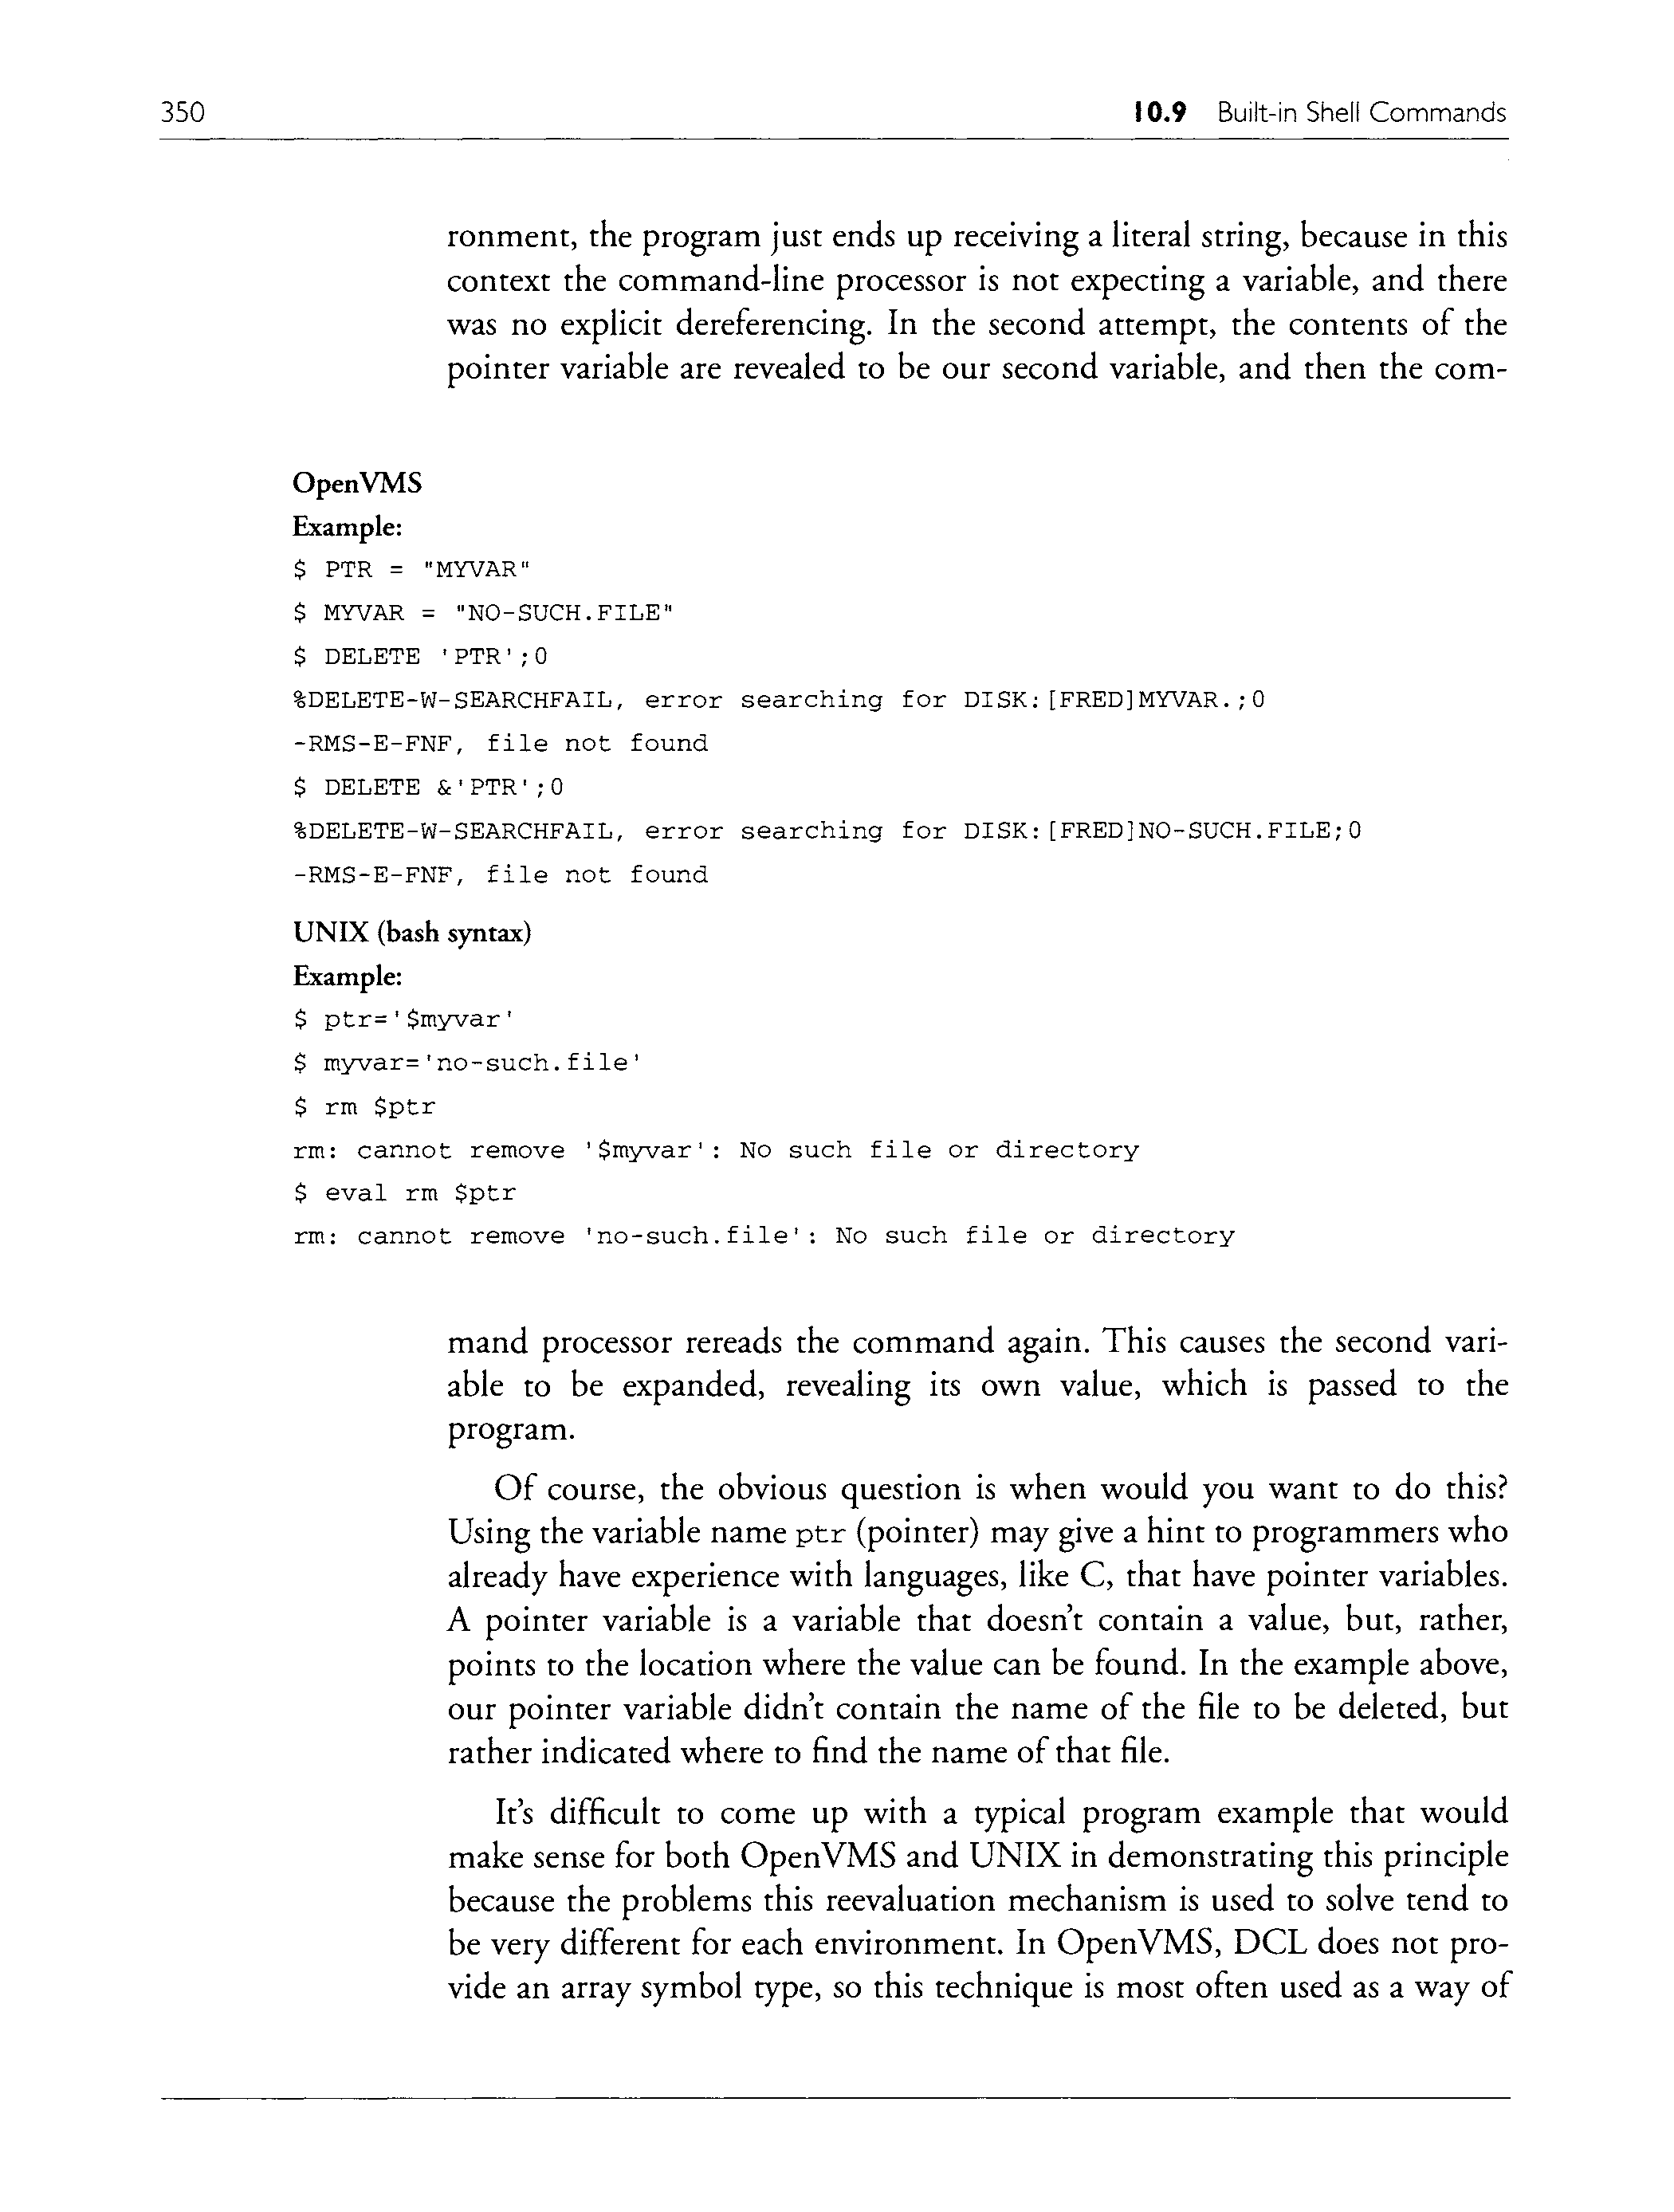 350
10.9 Built-in Shell Commands
ronment, the program just ends up receiving a literal string, because in this
context the command-line processor is not expecting a variable, and there
was no explicit dereferencing. In the second attempt, the contents of the
pointer variable are revealed to be our second variable, and then the com-
OpenVMS
Example:
$ PTR = "MYVAR"
$ MYVAR = "NO-SUCH.FILE"
$ DELETE 'PTR';0
%DELETE-W-SEARCHFAIL, error searching for DISK:[FRED]MYVAR.;0
-RMS-E-FNF, file not found
$ DELETE &'PTR';0
%DELETE-W-SEARCHFAIL, error searching for DISK:[FRED]NO-SUCH.FILE;0
-RMS-E-FNF, file not found
UNIX (bash syntax)
Example:
$ ptr='$myvar'
$ myvar='no-such.file'
$ rm $ptr
rm: cannot remove '$myvar': No such file or directory
$ eval rm $ptr
rm: cannot remove 'no-such.file': No such file or directory
mand processor rereads the command again. This causes the second vari-
able to be expanded, revealing its own value, which is passed to the
program.
Of course, the obvious question is when would you want to do this?
Using the variable name ptr (pointer) may give a hint to programmers who
already have experience with languages, like C, that have pointer variables.
A pointer variable is a variable that doesn't contain a value, but, rather,
points to the location where the value can be found. In the example above,
our pointer variable didn't contain the name of the file to be deleted, but
rather indicated where to find the name of that file.
It's difficult to come up with a typical program example that would
make sense for both OpenVMS and UNIX in demonstrating this principle
because the problems this reevaluation mechanism is used to solve tend to
be very different for each environment. In OpenVMS, DCL does not pro-
vide an array symbol type, so this technique is most often used as a way of